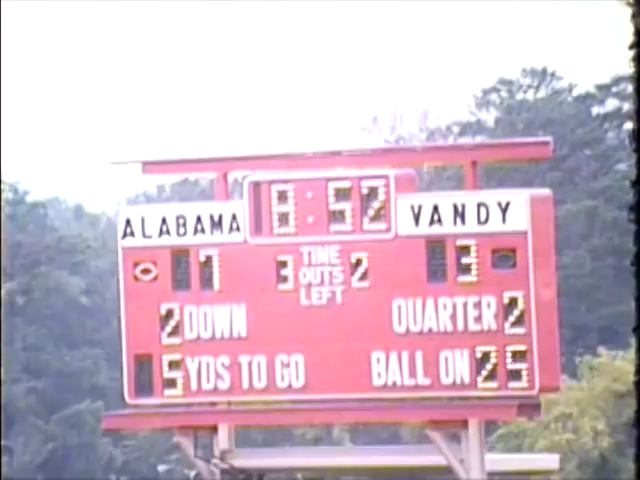 8:52
ALABAMA VANDY
7 3 TIME OUTS LEFT 2 3
2 DOWN QUARTER 2
5 YDS TO GO BALL ON 25